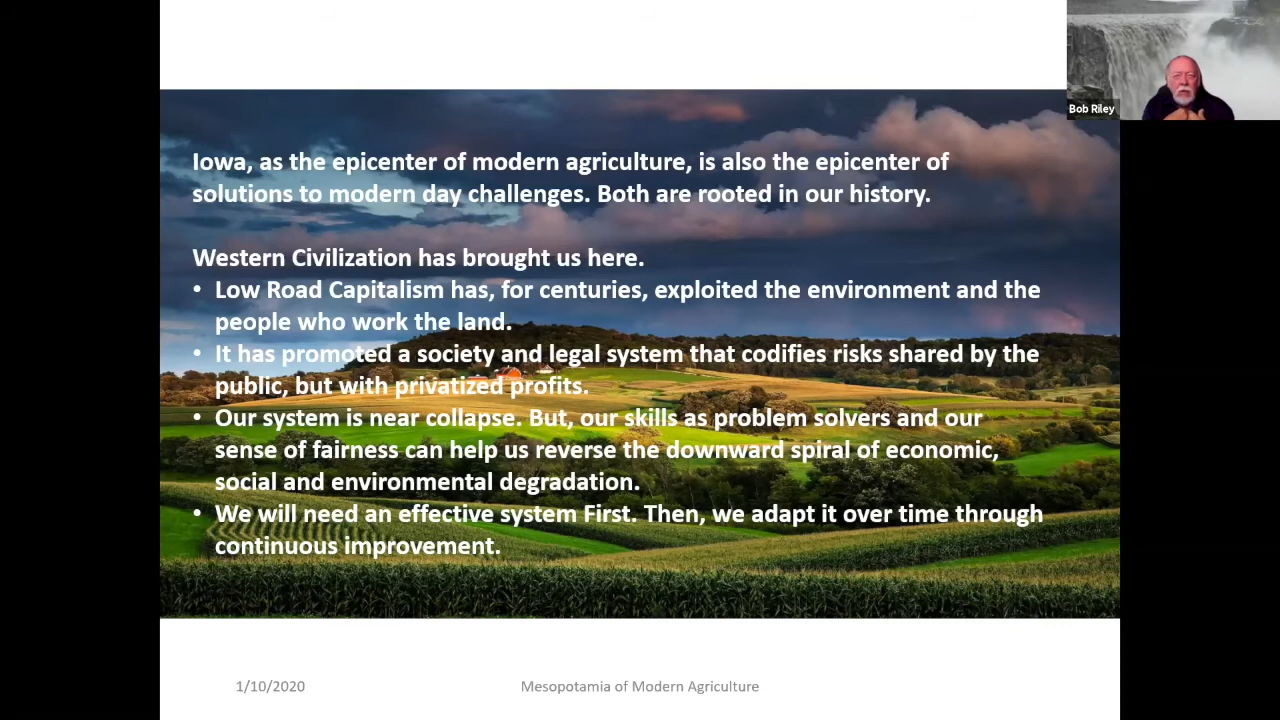 Bob Riley
Iowa, as the epicenter of modern agriculture, is also the epicenter of
solutions to modern day challenges. Both are rooted in our history.
Western Civilization has brought us here.
• Low Road Capitalism has, for centuries, exploited the environment and the
people who work the land.
• It has promoted a society and legal system that codifies risks shared by the
public, but with privatized profits.
• Our system is near collapse. But, our skills as problem solvers and our
sense of fairness can help us reverse the downward spiral of economic,
social and environmental degradation.
• We will need an effective system First. Then, we adapt it over time through
continuous improvement.
1/10/2020
Mesopotamia of Modern Agriculture